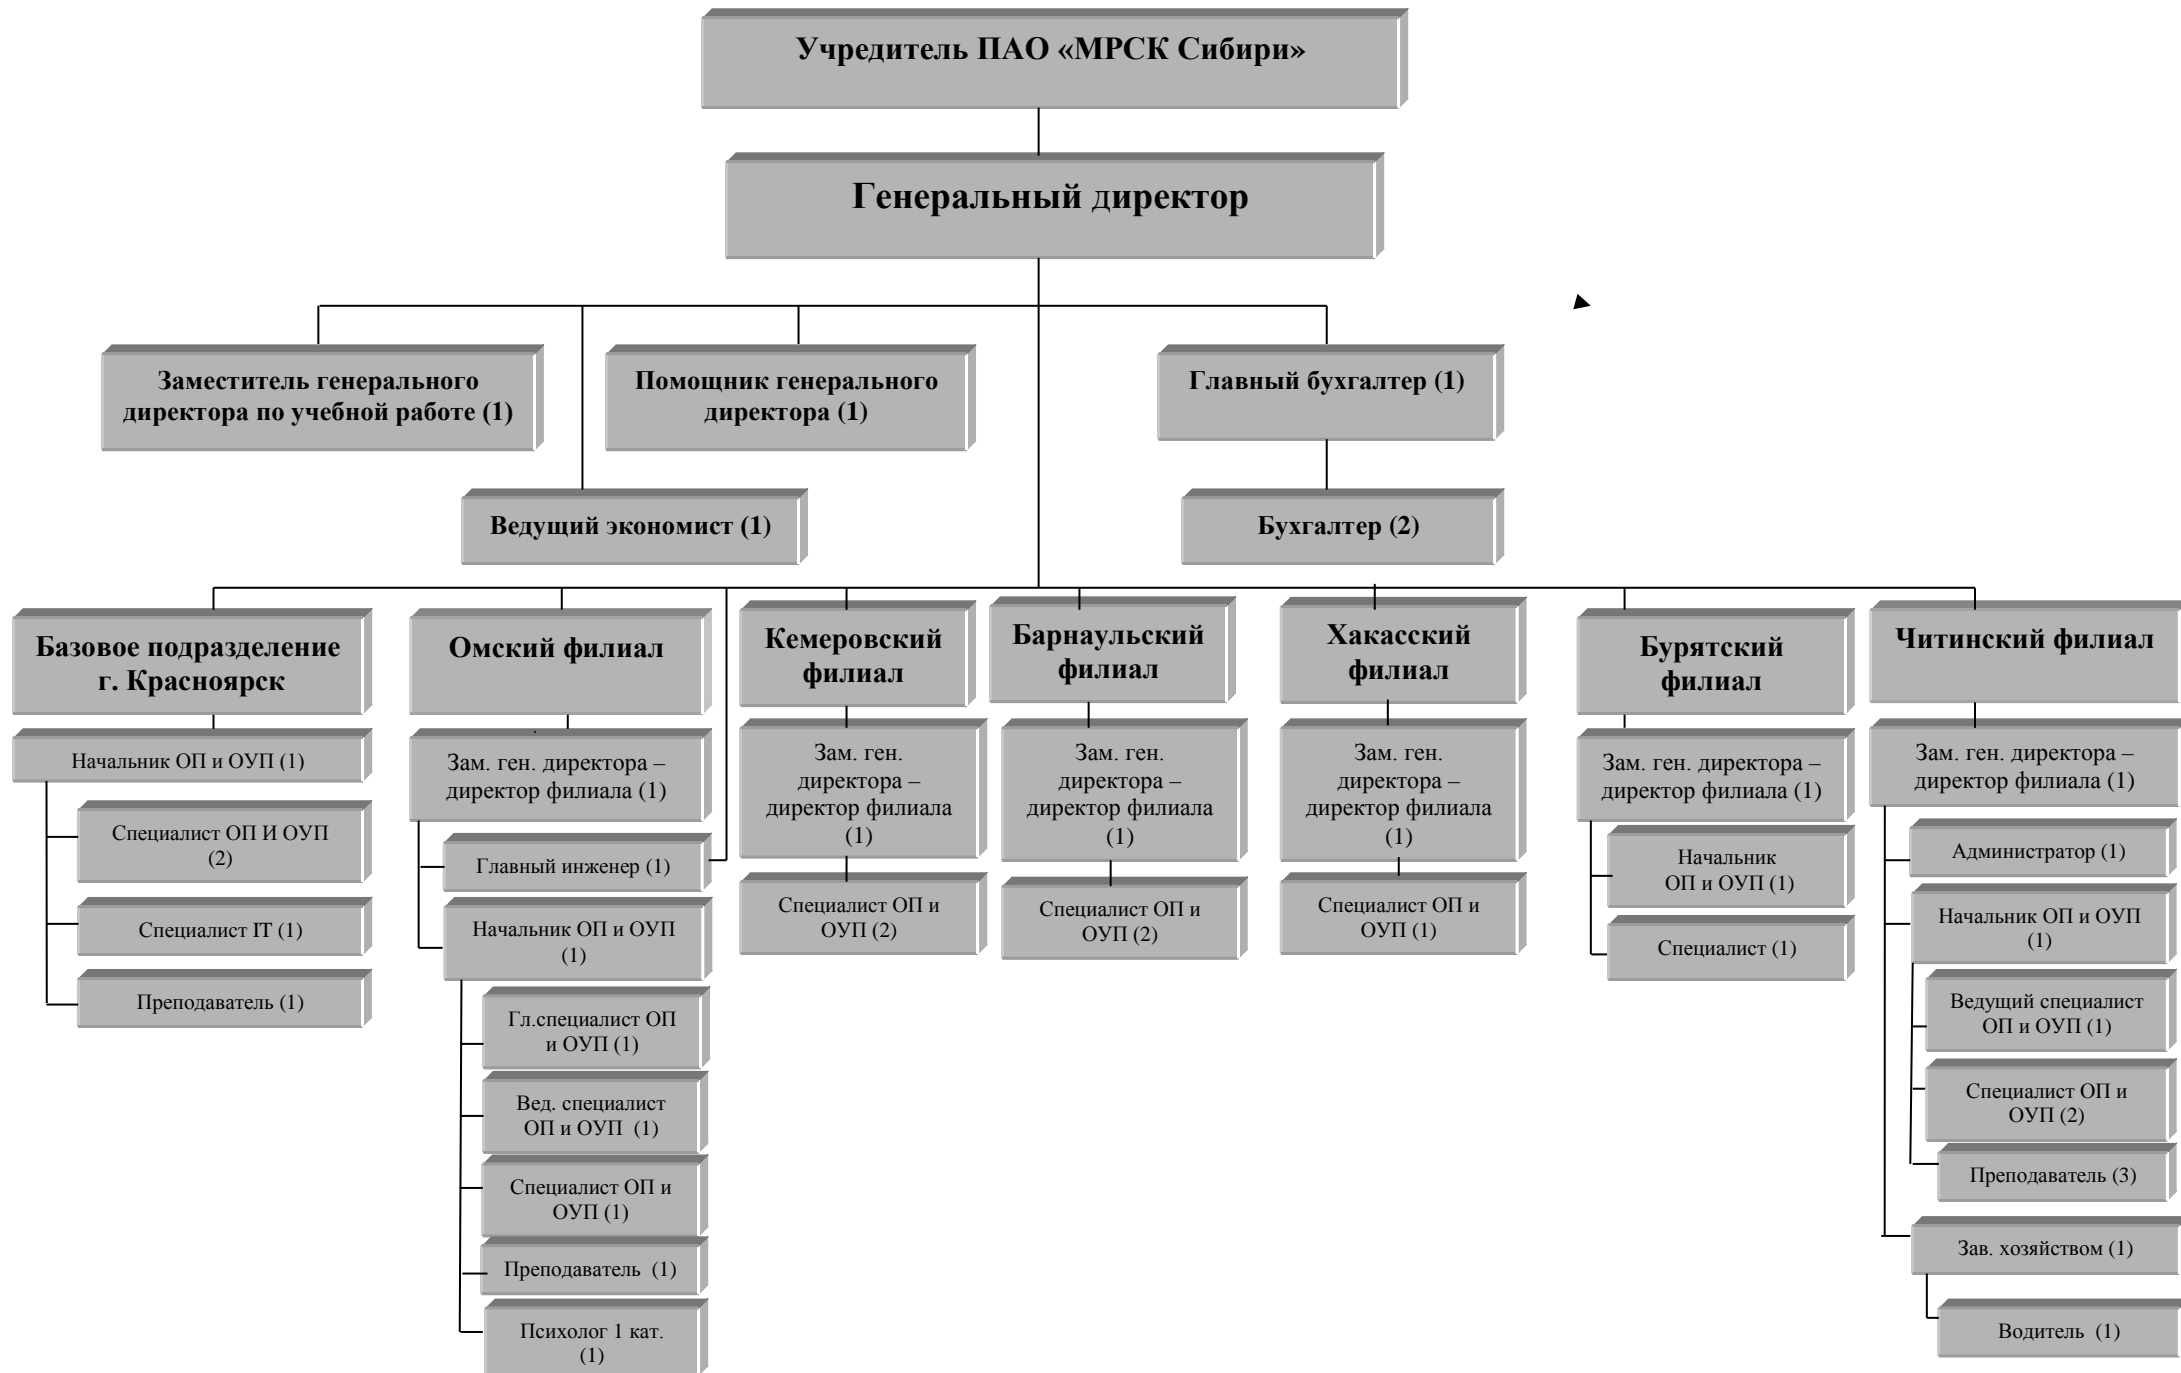 Учредитель ПАО «МРСК Сибири»
Генеральный директор
Заместитель генерального
директора по учебной работе (1)
Помощник генерального
директора (1)
Главный бухгалтер (1)
Ведущий экономист (1)
Бухгалтер (2)
Базовое подразделение
г. Красноярск
Начальник ОП и ОУП (1)
Специалист ОП И ОУП
(2)
Специалист IT (1)
Преподаватель (1)
Омский филиал
Зам. ген. директора –
директор филиала (1)
Главный инженер (1)
Начальник ОП и ОУП
(1)
Гл.специалист ОП
и ОУП (1)
Вед. специалист
ОП и ОУП (1)
Специалист ОП и
ОУП (1)
Преподаватель (1)
Психолог 1 кат.
(1)
Кемеровский
филиал
Зам. ген.
директора –
директор филиала
(1)
Специалист ОП и
ОУП (2)
Барнаульский
филиал
Зам. ген.
директора –
директор филиала
(1)
Специалист ОП и
ОУП (2)
Хакасский
филиал
Зам. ген.
директора –
директор филиала
(1)
Специалист ОП и
ОУП (1)
Бурятский
филиал
Зам. ген. директора –
директор филиала (1)
Начальник
ОП и ОУП (1)
Специалист (1)
Читинский филиал
Зам. ген. директора –
директор филиала (1)
Администратор (1)
Начальник ОП и ОУП
(1)
Ведущий специалист
ОП и ОУП (1)
Специалист ОП и
ОУП (2)
Преподаватель (3)
Зав. хозяйством (1)
Водитель (1)